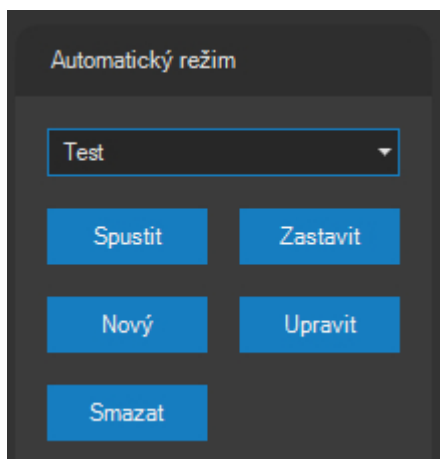 Automatický režim
Test
Spustit
Zastavit
Nový
Upravit
Smazat